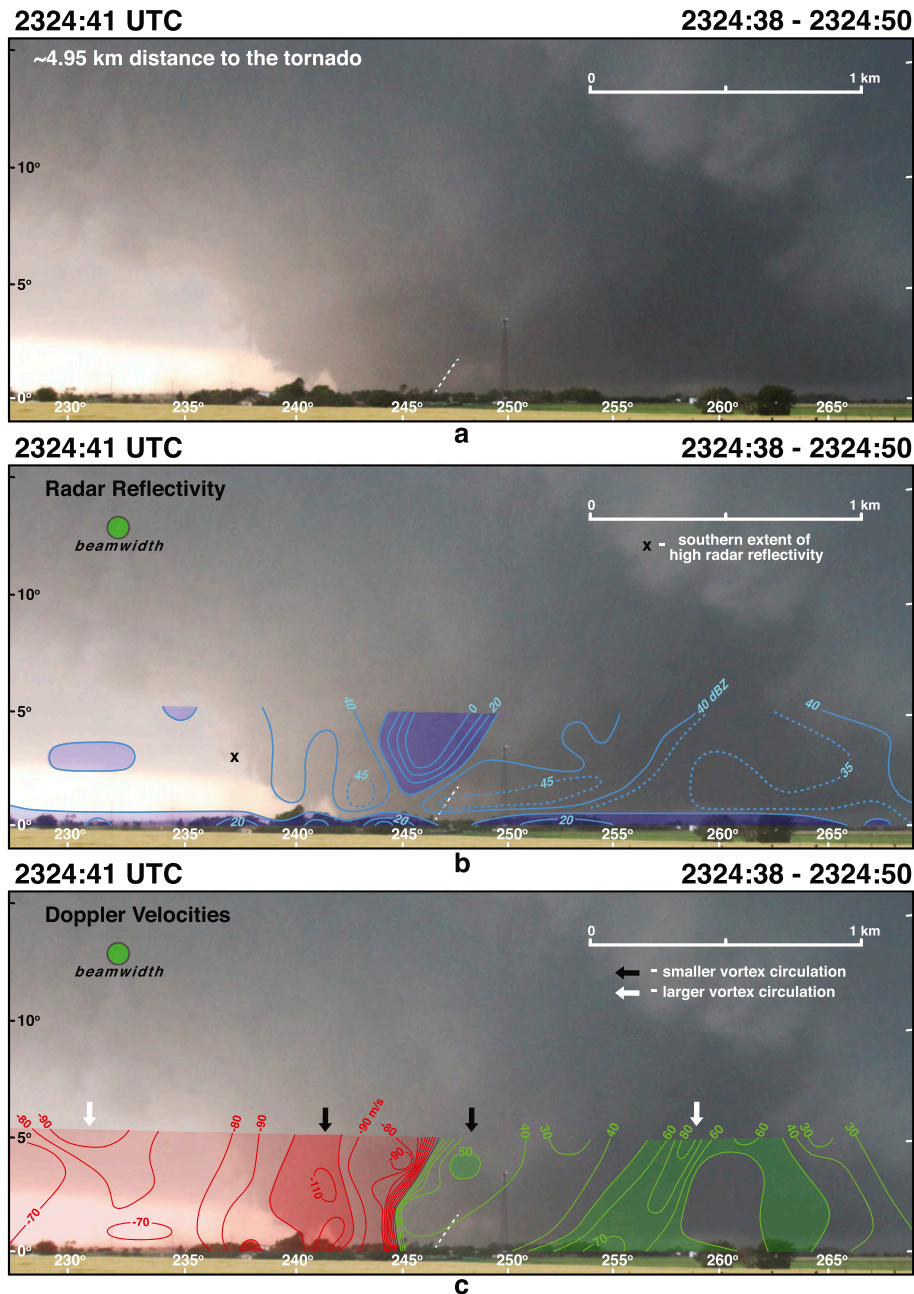 2324:41 UTC 2324:38 - 2324:50
~4.95 km distance to the tornado
0 1 km
10º
5º
0º
230º 235º 240º 245º 250º 255º 260º 265º
a
2324:41 UTC 2324:38 - 2324:50
Radar Reflectivity
0 1 km
beamwidth
x - southern extent of
high radar reflectivity
10º
5º
40 0 20 40 dBZ 40
x
45 45 35
0º
20 20 20
230º 235º 240º 245º 250º 255º 260º 265º
b
2324:41 UTC 2324:38 - 2324:50
Doppler Velocities
0 1 km
beamwidth
- smaller vortex circulation
- larger vortex circulation
10º
5º
-80 -90 -80 -90 -90 m/s -80 40 30 40 60 80 60 60 40 30 30
-90 50
-110
-70 -70
70
0º
230º 235º 240º 245º 250º 255º 260º 265º
c